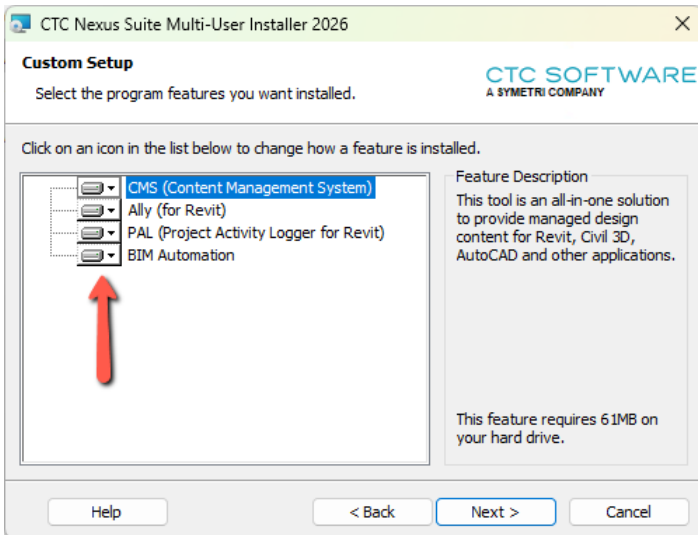 CTC Nexus Suite Multi-User Installer 2026
Custom Setup
Select the program features you want installed.
CTC SOFTWARE
A SYMETRI COMPANY
Click on an icon in the list below to change how a feature is installed.
CMS (Content Management System)
Ally (for Revit)
PAL (Project Activity Logger for Revit)
BIM Automation
Feature Description
This tool is an all-in-one solution
to provide managed design
content for Revit, Civil 3D,
AutoCAD and other applications.
This feature requires 61MB on
your hard drive.
Help
< Back
Next >
Cancel